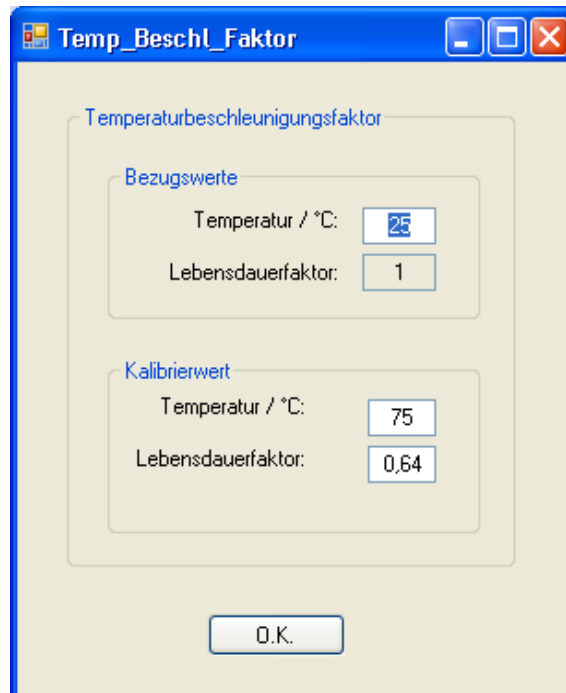 Temp_Beschl_Faktor
Temperaturbeschleunigungsfaktor
Bezugswerte
Temperatur / °C: 25
Lebensdauerfaktor: 1
Kalibrierwert
Temperatur / °C: 75
Lebensdauerfaktor: 0,64
O.K.